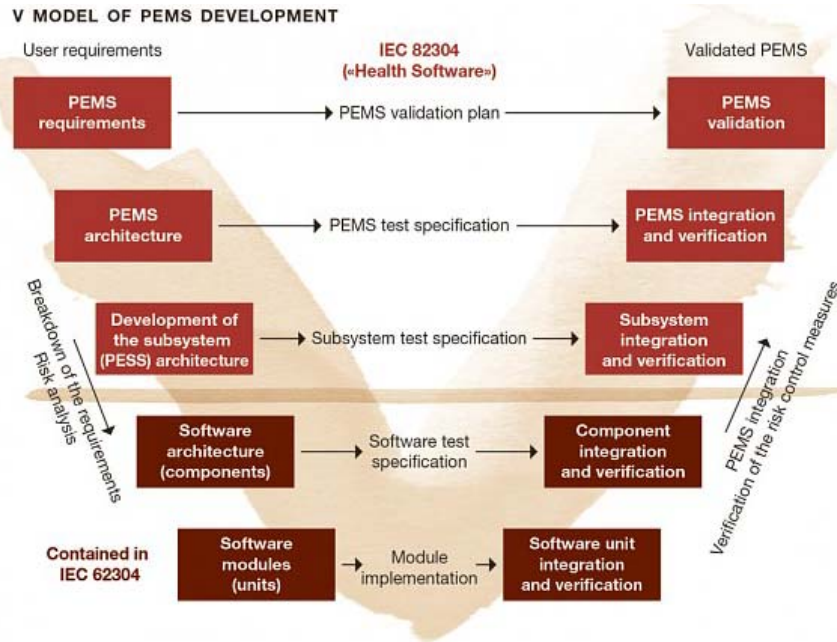 V MODEL OF PEMS DEVELOPMENT
User requirements
IEC 82304
(«Health Software»)
Validated PEMS
PEMS
requirements
PEMS validation plan
PEMS
validation
PEMS
architecture
PEMS test specification
PEMS integration
and verification
Breakdown of the requirements
Risk analysis
Development of
the subsystem
(PESS) architecture
Subsystem test specification
Subsystem
integration
and verification
PEMS integration
Verification of the risk control measures
Software
architecture
(components)
Software test
specification
Component
integration
and verification
Contained in
IEC 62304
Software
modules
(units)
Module
implementation
Software unit
integration
and verification